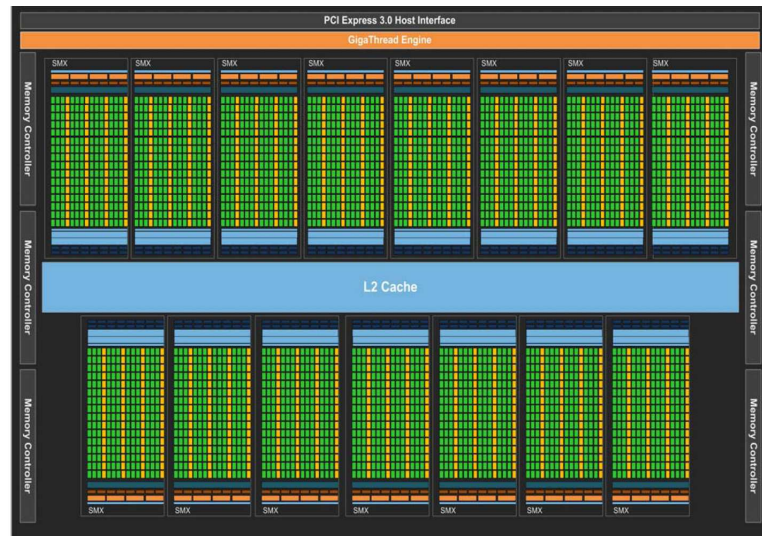 PCI Express 3.0 Host Interface
GigaThread Engine
SMX SMX SMX SMX SMX SMX SMX SMX
Memory Controller
Memory Controller
Memory Controller
Memory Controller
L2 Cache
Memory Controller
Memory Controller
SMX SMX SMX SMX SMX SMX SMX